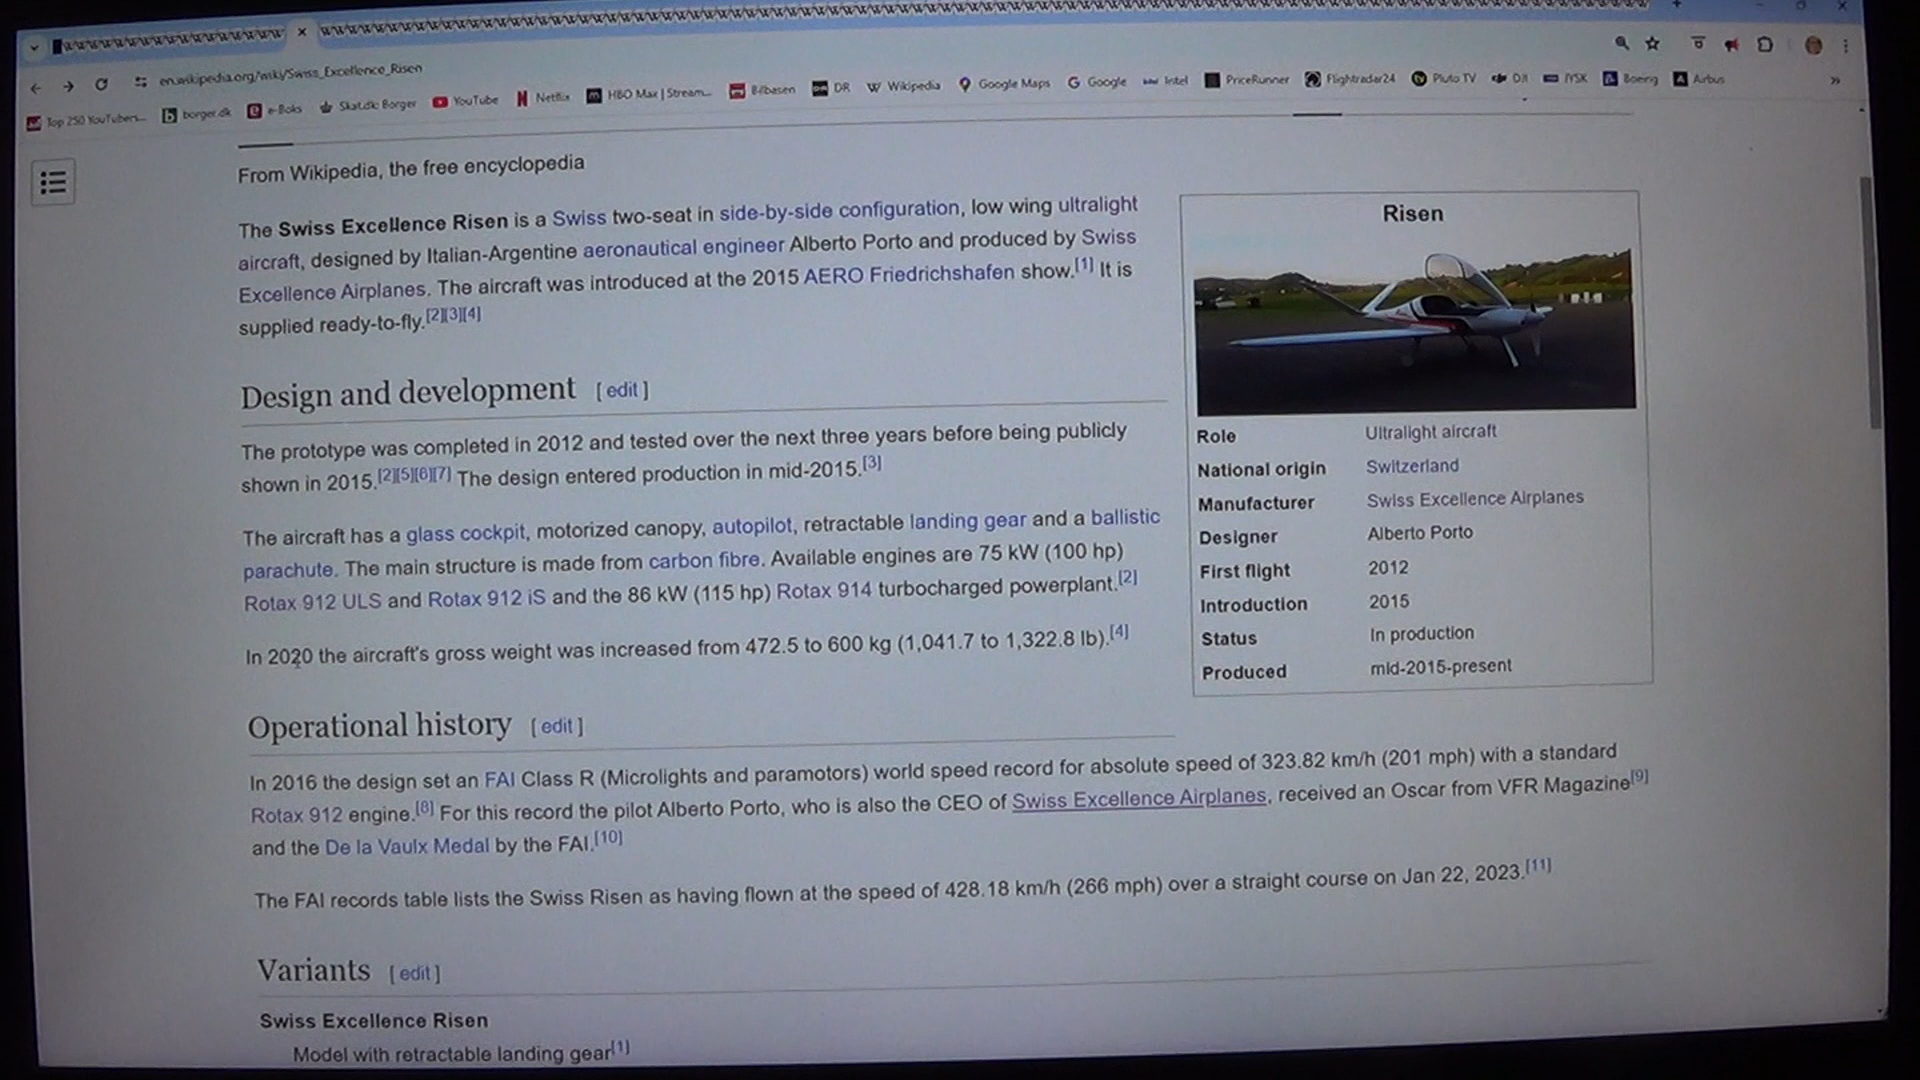 en.wikipedia.org/wiki/Swiss_Excellence_Risen
Top 250 YouTubers... borger.dk e-Boks Skat.dk: Borger YouTube Netflix HBO Max | Stream... Bilbasen DR Wikipedia Google Maps Google Intel PriceRunner Flightradar24 Pluto TV DJI JYSK Boeing Airbus
From Wikipedia, the free encyclopedia
The Swiss Excellence Risen is a Swiss two-seat in side-by-side configuration, low wing ultralight
aircraft, designed by Italian-Argentine aeronautical engineer Alberto Porto and produced by Swiss
Excellence Airplanes. The aircraft was introduced at the 2015 AERO Friedrichshafen show.[1] It is
supplied ready-to-fly.[2][3][4]
Design and development [ edit ]
The prototype was completed in 2012 and tested over the next three years before being publicly
shown in 2015.[2][5][6][7] The design entered production in mid-2015.[3]
The aircraft has a glass cockpit, motorized canopy, autopilot, retractable landing gear and a ballistic
parachute. The main structure is made from carbon fibre. Available engines are 75 kW (100 hp)
Rotax 912 ULS and Rotax 912 iS and the 86 kW (115 hp) Rotax 914 turbocharged powerplant.[2]
In 2020 the aircraft's gross weight was increased from 472.5 to 600 kg (1,041.7 to 1,322.8 lb).[4]
Risen
Role Ultralight aircraft
National origin Switzerland
Manufacturer Swiss Excellence Airplanes
Designer Alberto Porto
First flight 2012
Introduction 2015
Status In production
Produced mid-2015-present
Operational history [ edit ]
In 2016 the design set an FAI Class R (Microlights and paramotors) world speed record for absolute speed of 323.82 km/h (201 mph) with a standard
Rotax 912 engine.[8] For this record the pilot Alberto Porto, who is also the CEO of Swiss Excellence Airplanes, received an Oscar from VFR Magazine[9]
and the De la Vaulx Medal by the FAI.[10]
The FAI records table lists the Swiss Risen as having flown at the speed of 428.18 km/h (266 mph) over a straight course on Jan 22, 2023.[11]
Variants [ edit ]
Swiss Excellence Risen
Model with retractable landing gear[1]